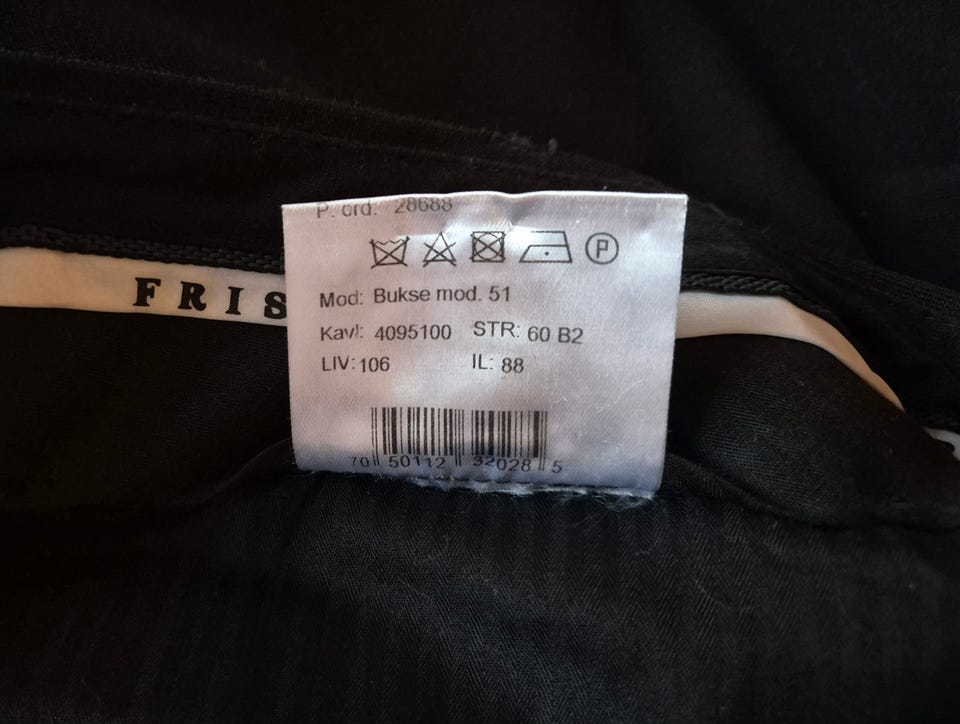 P. ord. 28688
P
FRIS
Mod: Bukse mod. 51
Kavl: 4095100 STR: 60 B2
LIV: 106 IL: 88
70 50112 32028 5